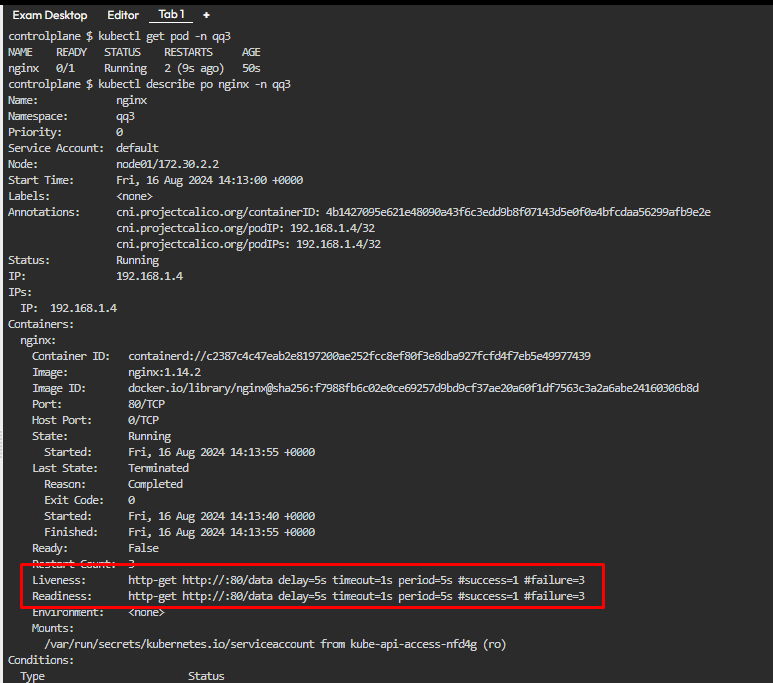 Exam Desktop Editor Tab 1 +
controlplane $ kubectl get pod -n qq3
NAME READY STATUS RESTARTS AGE
nginx 0/1 Running 2 (9s ago) 50s
controlplane $ kubectl describe po nginx -n qq3
Name: nginx
Namespace: qq3
Priority: 0
Service Account: default
Node: node01/172.30.2.2
Start Time: Fri, 16 Aug 2024 14:13:00 +0000
Labels: <none>
Annotations: cni.projectcalico.org/containerID: 4b1427095e621e48090a43f6c3edd9b8f07143d5e0f0a4bfcdaa56299afb9e2e
cni.projectcalico.org/podIP: 192.168.1.4/32
cni.projectcalico.org/podIPs: 192.168.1.4/32
Status: Running
IP: 192.168.1.4
IPs:
IP: 192.168.1.4
Containers:
nginx:
Container ID: containerd://c2387c4c47eab2e8197200ae252fcc8ef80f3e8dba927fcfd4f7eb5e49977439
Image: nginx:1.14.2
Image ID: docker.io/library/nginx@sha256:f7988fb6c02e0ce69257d9bd9cf37ae20a60f1df7563c3a2a6abe24160306b8d
Port: 80/TCP
Host Port: 0/TCP
State: Running
Started: Fri, 16 Aug 2024 14:13:55 +0000
Last State: Terminated
Reason: Completed
Exit Code: 0
Started: Fri, 16 Aug 2024 14:13:40 +0000
Finished: Fri, 16 Aug 2024 14:13:55 +0000
Ready: False
Restart Count: 3
Liveness: http-get http://:80/data delay=5s timeout=1s period=5s #success=1 #failure=3
Readiness: http-get http://:80/data delay=5s timeout=1s period=5s #success=1 #failure=3
Environment: <none>
Mounts:
/var/run/secrets/kubernetes.io/serviceaccount from kube-api-access-nfd4g (ro)
Conditions:
Type Status